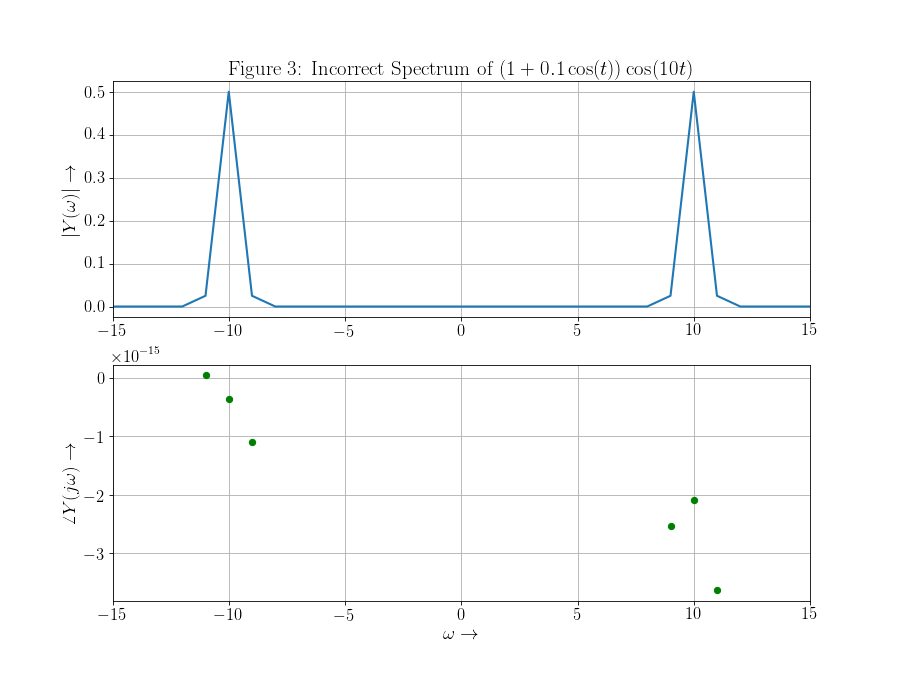 Figure 3: Incorrect Spectrum of (1 + 0.1 cos(t)) cos(10t)
|Y(ω)| →
0.5
0.4
0.3
0.2
0.1
0.0
−15 −10 −5 0 5 10 15
×10⁻¹⁵
∠Y(jω) →
0
−1
−2
−3
−15 −10 −5 0 5 10 15
ω →